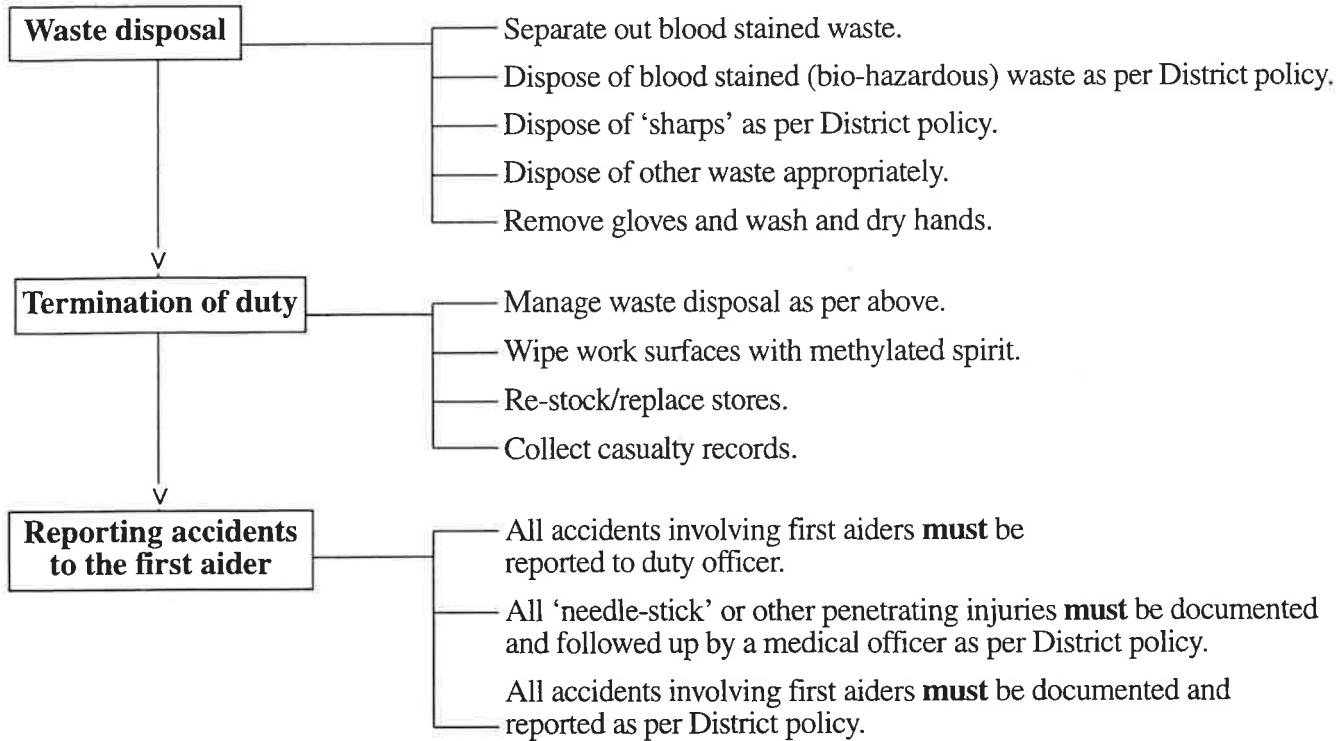 Waste disposal
Separate out blood stained waste.
Dispose of blood stained (bio-hazardous) waste as per District policy.
Dispose of ‘sharps’ as per District policy.
Dispose of other waste appropriately.
Remove gloves and wash and dry hands.
Termination of duty
Manage waste disposal as per above.
Wipe work surfaces with methylated spirit.
Re-stock/replace stores.
Collect casualty records.
Reporting accidents
to the first aider
All accidents involving first aiders must be
reported to duty officer.
All ‘needle-stick’ or other penetrating injuries must be documented
and followed up by a medical officer as per District policy.
All accidents involving first aiders must be documented and
reported as per District policy.